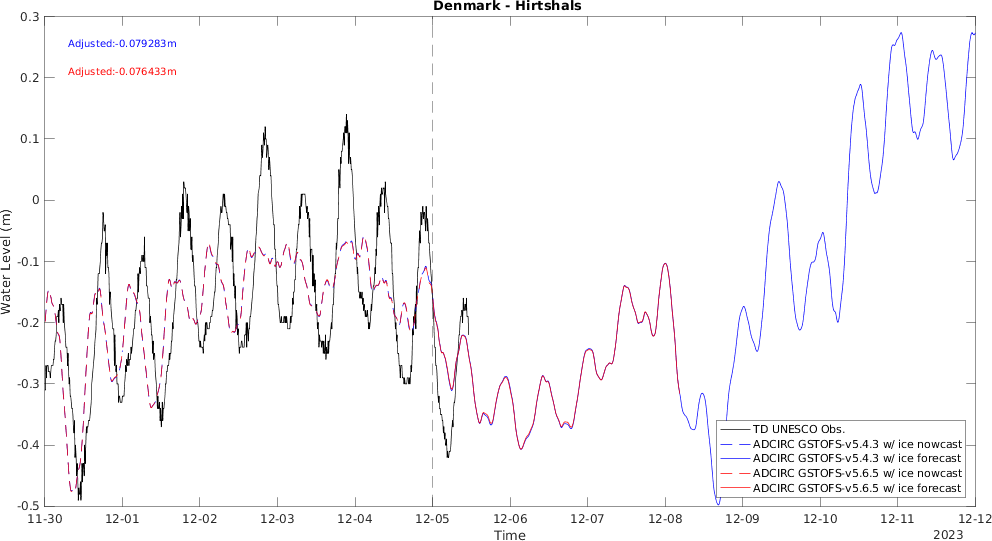 Denmark - Hirtshals
0.3
Adjusted:-0.079283m
Adjusted:-0.076433m
0.2
0.1
0
-0.1
-0.2
-0.3
-0.4
-0.5
Water Level (m)
TD UNESCO Obs.
ADCIRC GSTOFS-v5.4.3 w/ ice nowcast
ADCIRC GSTOFS-v5.4.3 w/ ice forecast
ADCIRC GSTOFS-v5.6.5 w/ ice nowcast
ADCIRC GSTOFS-v5.6.5 w/ ice forecast
11-30 12-01 12-02 12-03 12-04 12-05 12-06 12-07 12-08 12-09 12-10 12-11 12-12
Time
2023